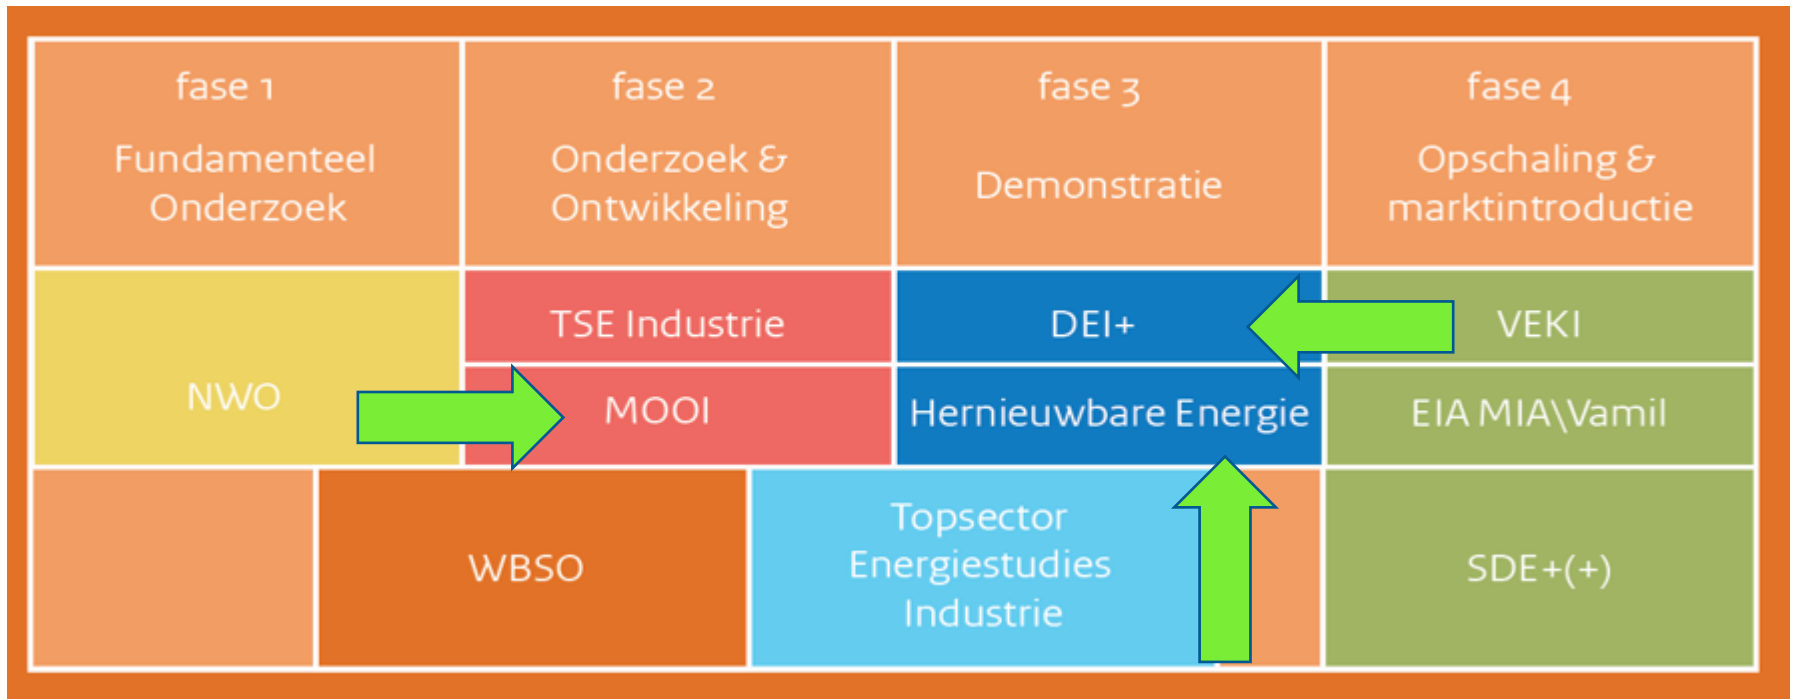 fase 1
Fundamenteel
Onderzoek
fase 2
Onderzoek &
Ontwikkeling
fase 3
Demonstratie
fase 4
Opschaling &
marktintroductie
NWO
TSE Industrie
MOOI
DEI+
Hernieuwbare Energie
VEKI
EIA MIA\Vamil
WBSO
Topsector
Energiestudies
Industrie
SDE+(+)